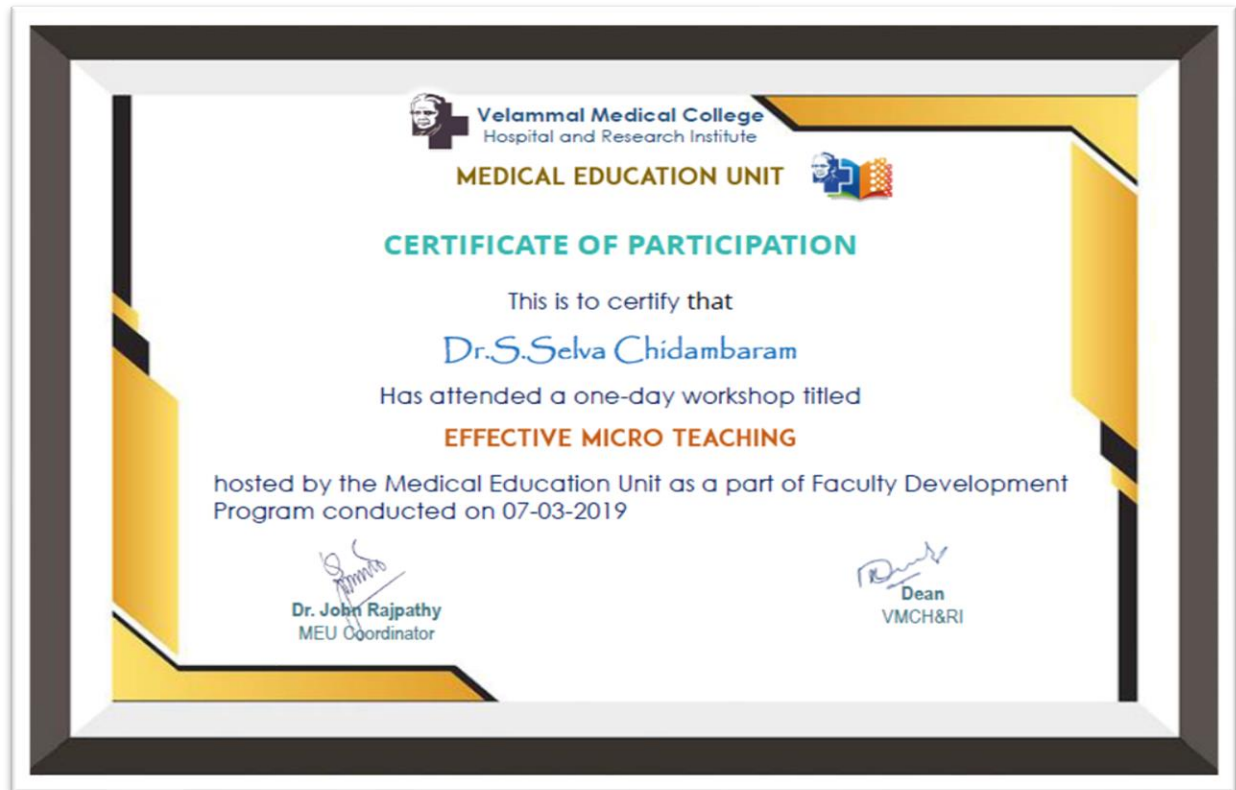 Velammal Medical College
Hospital and Research Institute
MEDICAL EDUCATION UNIT
CERTIFICATE OF PARTICIPATION
This is to certify that
Dr.S.Selva Chidambaram
Has attended a one-day workshop titled
EFFECTIVE MICRO TEACHING
hosted by the Medical Education Unit as a part of Faculty Development
Program conducted on 07-03-2019
Dr. John Rajpathy
MEU Coordinator
Dean
VMCH&RI